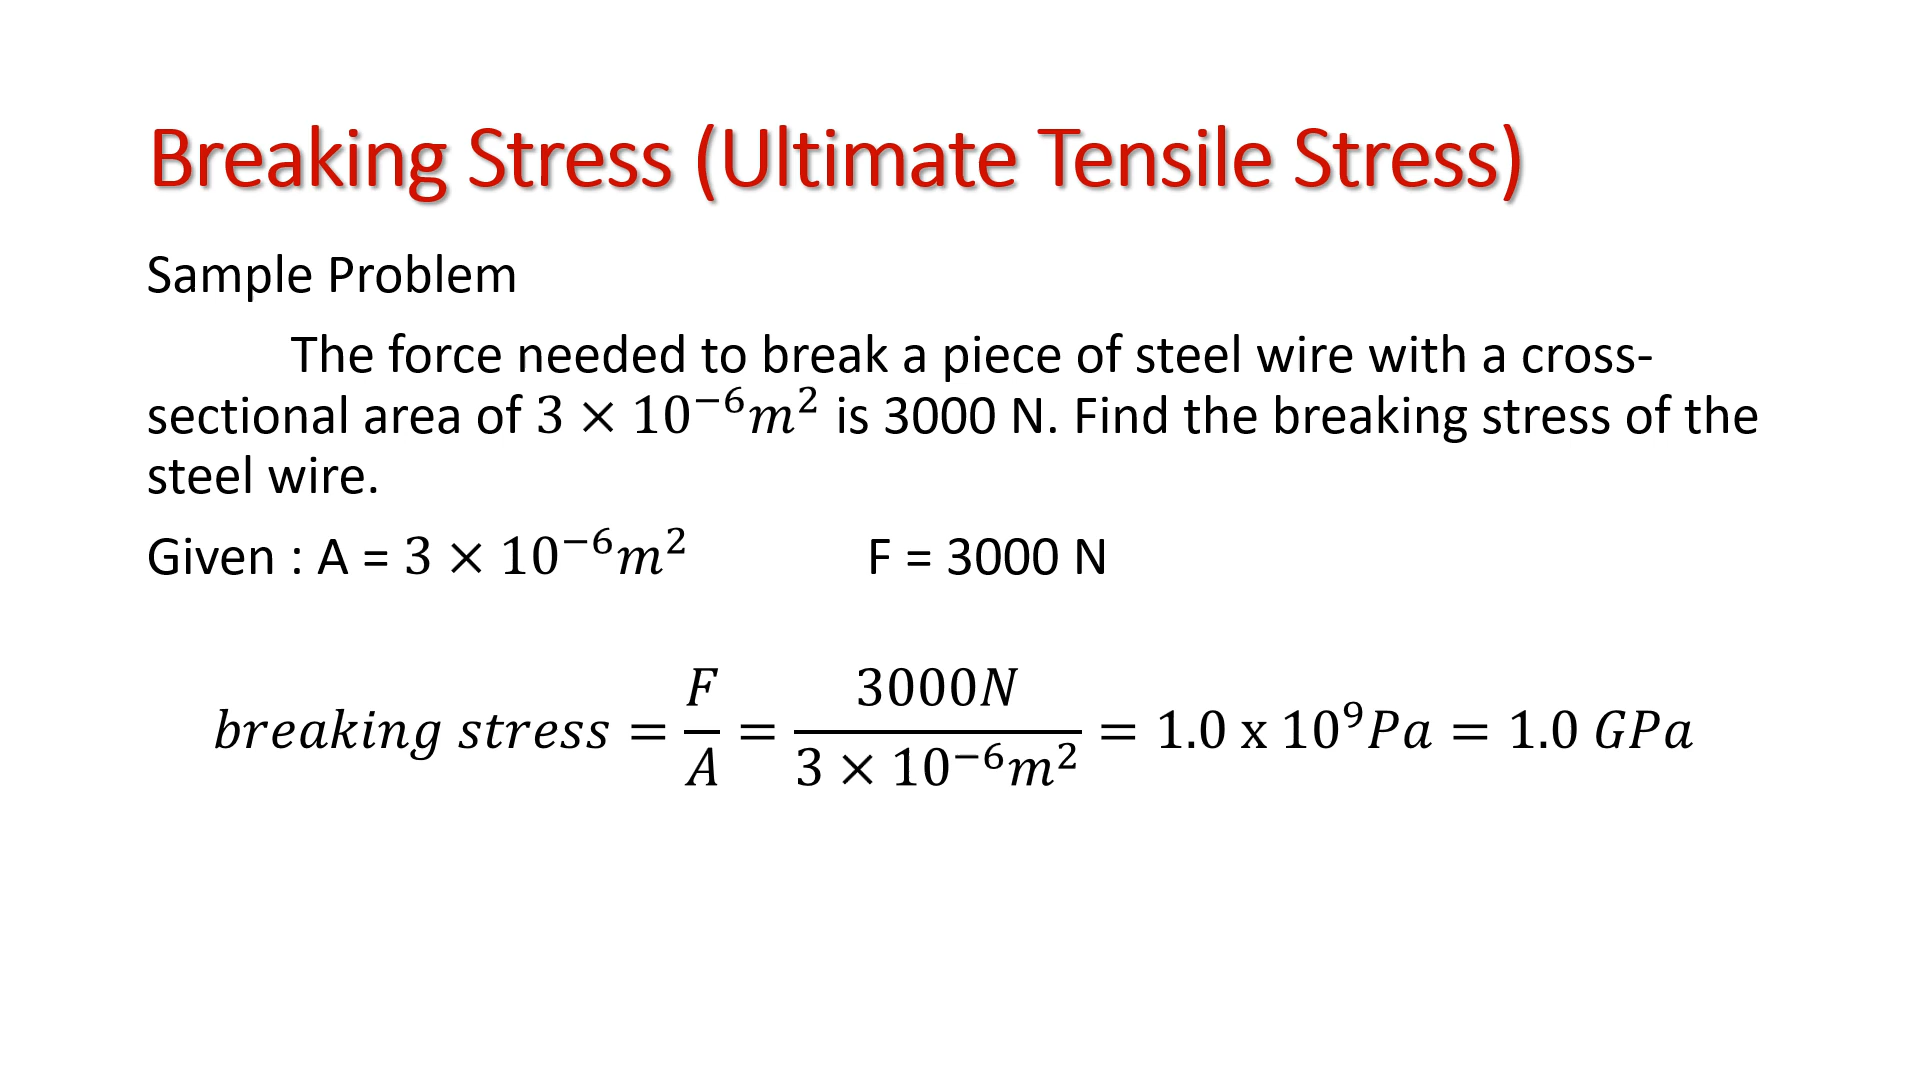 Breaking Stress (Ultimate Tensile Stress)
Sample Problem
The force needed to break a piece of steel wire with a cross-
sectional area of 3 × 10⁻⁶m² is 3000 N. Find the breaking stress of the
steel wire.
Given : A = 3 × 10⁻⁶m² F = 3000 N
breaking stress = F/A = 3000N/(3 × 10⁻⁶m²) = 1.0 x 10⁹Pa = 1.0 GPa